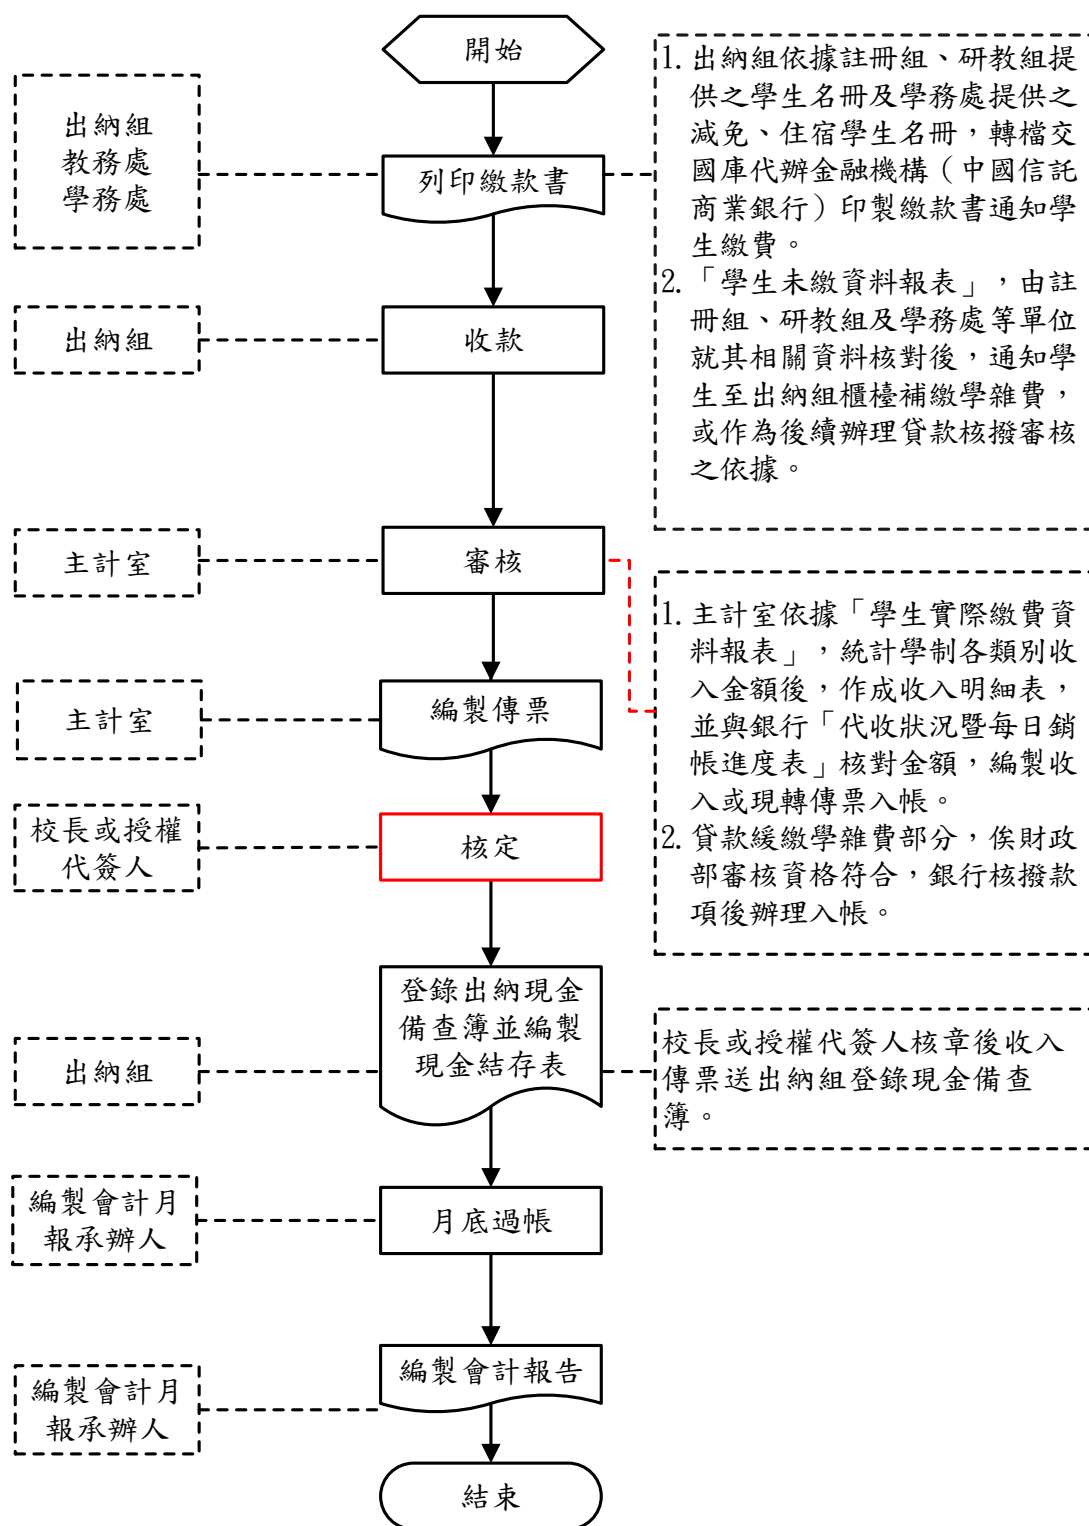 開始
出納組
教務處
學務處
列印繳款書
1. 出納組依據註冊組、研教組提
供之學生名冊及學務處提供之
減免、住宿學生名冊，轉檔交
國庫代辦金融機構（中國信託
商業銀行）印製繳款書通知學
生繳費。
2. 「學生未繳資料報表」，由註
冊組、研教組及學務處等單位
就其相關資料核對後，通知學
生至出納組櫃檯補繳學雜費，
或作為後續辦理貸款核撥審核
之依據。
出納組
收款
主計室
審核
1. 主計室依據「學生實際繳費資
料報表」，統計學制各類別收
入金額後，作成收入明細表，
並與銀行「代收狀況暨每日銷
帳進度表」核對金額，編製收
入或現轉傳票入帳。
2. 貸款緩繳學雜費部分，俟財政
部審核資格符合，銀行核撥款
項後辦理入帳。
主計室
編製傳票
校長或授權
代簽人
核定
出納組
登錄出納現金
備查簿並編製
現金結存表
校長或授權代簽人核章後收入
傳票送出納組登錄現金備查
簿。
編製會計月
報承辦人
月底過帳
編製會計月
報承辦人
編製會計報告
結束